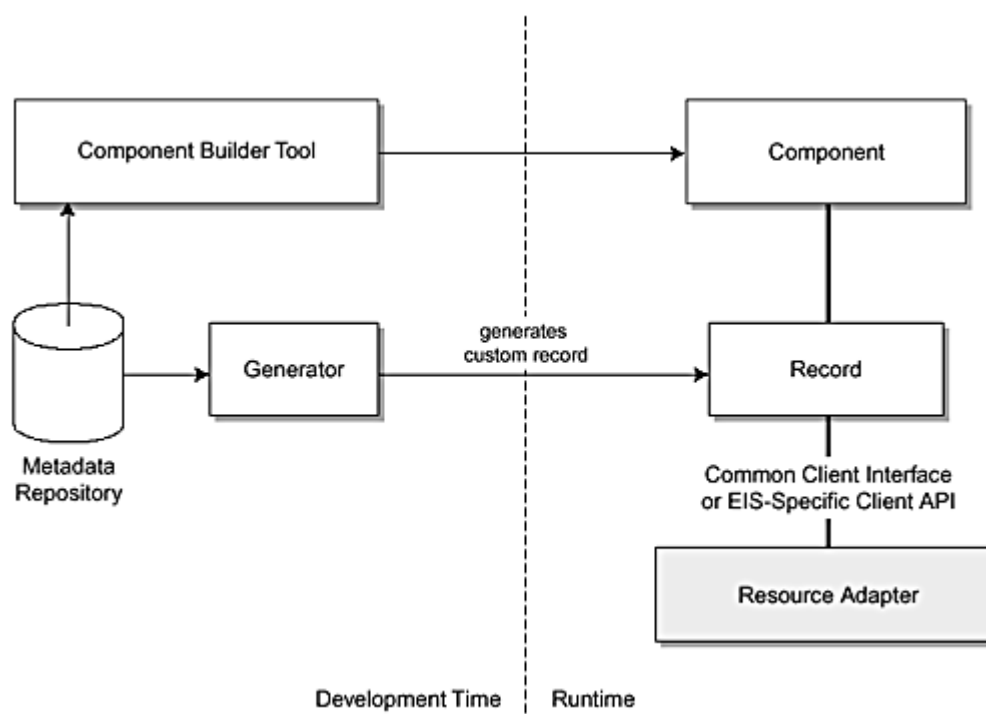 Component Builder Tool
Component
generates
custom record
Generator
Record
Metadata
Repository
Common Client Interface
or EIS-Specific Client API
Resource Adapter
Development Time
Runtime